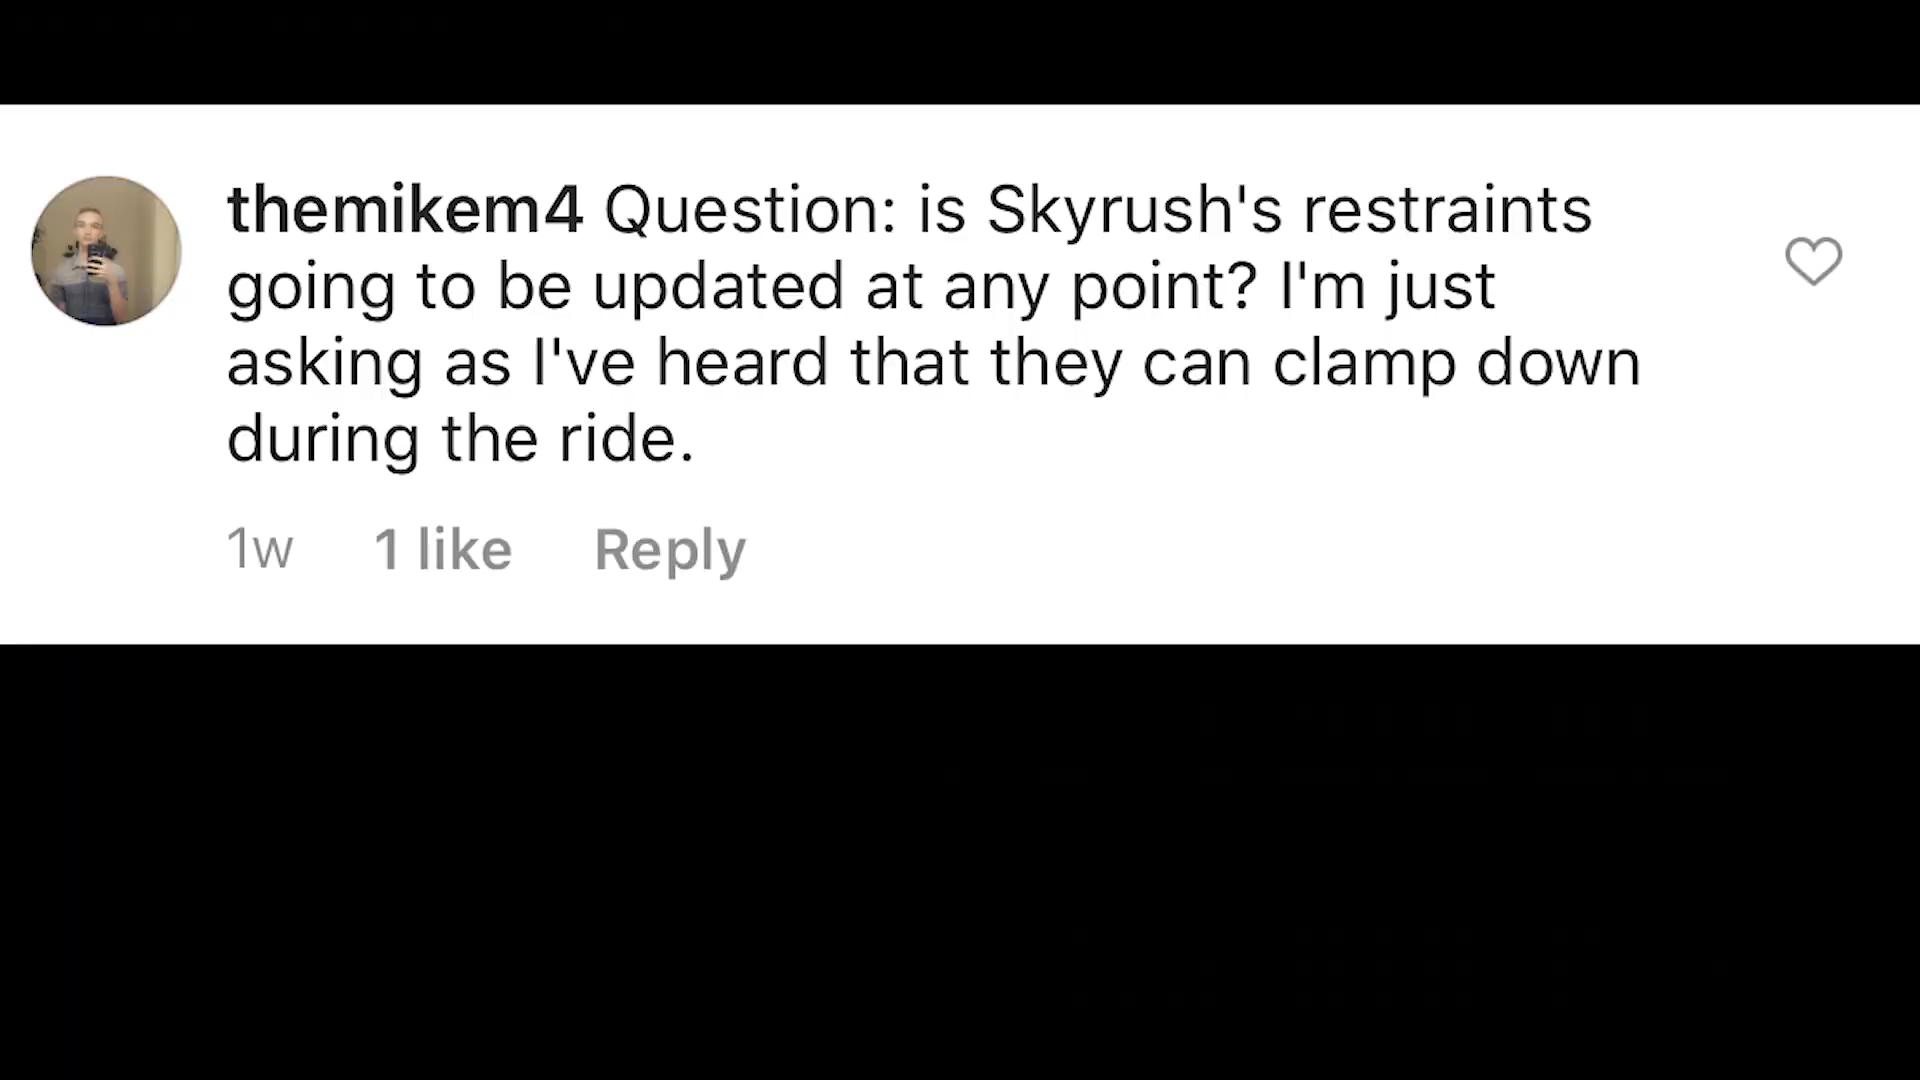 themikem4 Question: is Skyrush's restraints
going to be updated at any point? I'm just
asking as I've heard that they can clamp down
during the ride.
1w 1 like Reply